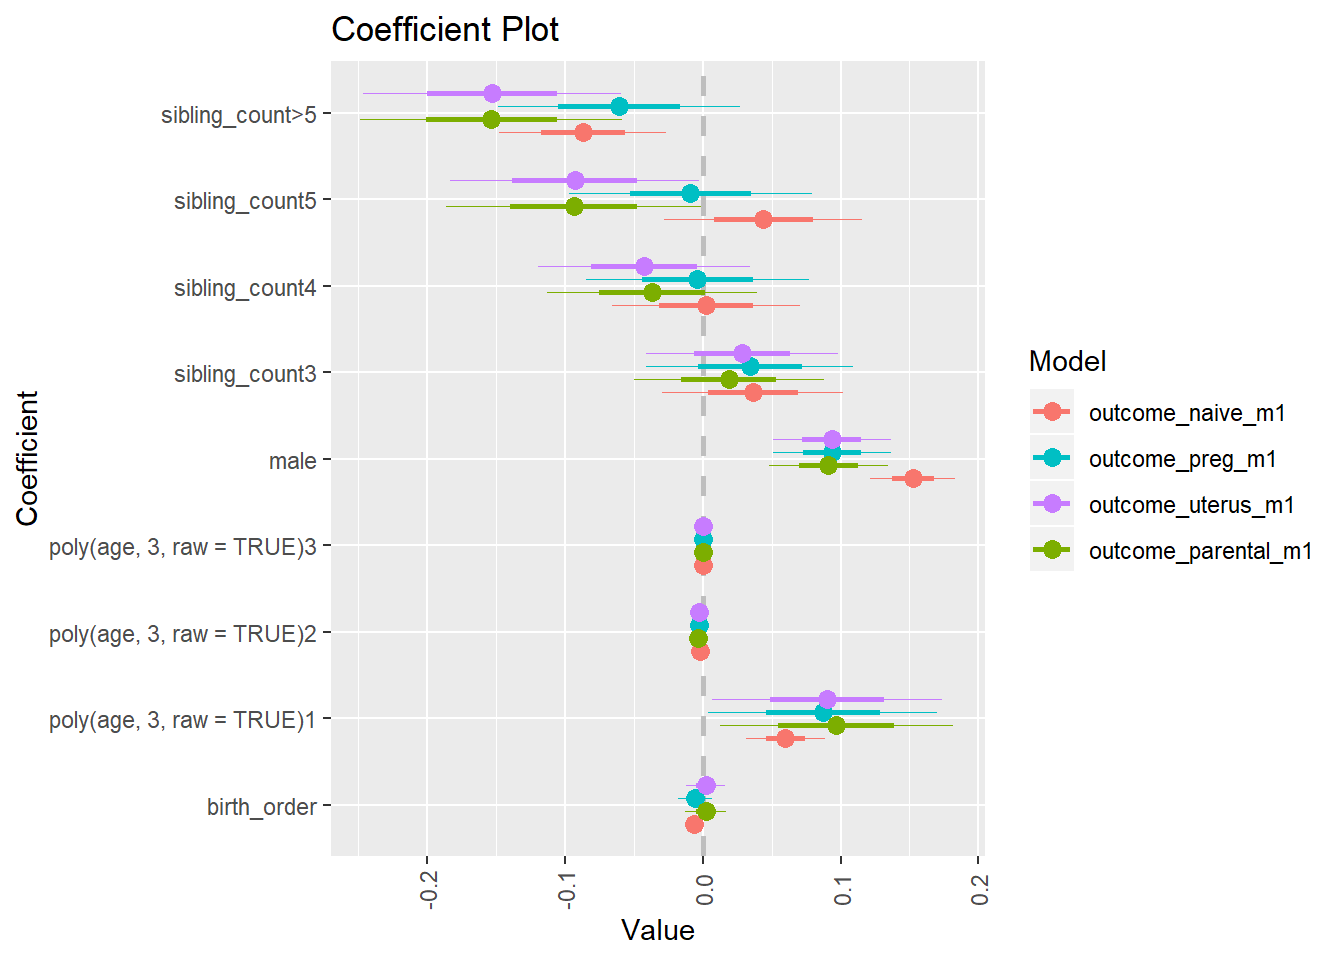 Coefficient Plot
Coefficient
sibling_count>5
sibling_count5
sibling_count4
sibling_count3
male
poly(age, 3, raw = TRUE)3
poly(age, 3, raw = TRUE)2
poly(age, 3, raw = TRUE)1
birth_order
-0.2
-0.1
0.0
0.1
0.2
Value
Model
outcome_naive_m1
outcome_preg_m1
outcome_uterus_m1
outcome_parental_m1